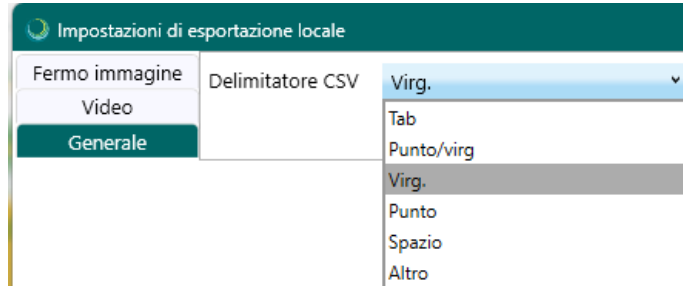 Impostazioni di esportazione locale
Fermo immagine
Delimitatore CSV
Virg.
Video
Tab
Generale
Punto/virg
Virg.
Punto
Spazio
Altro